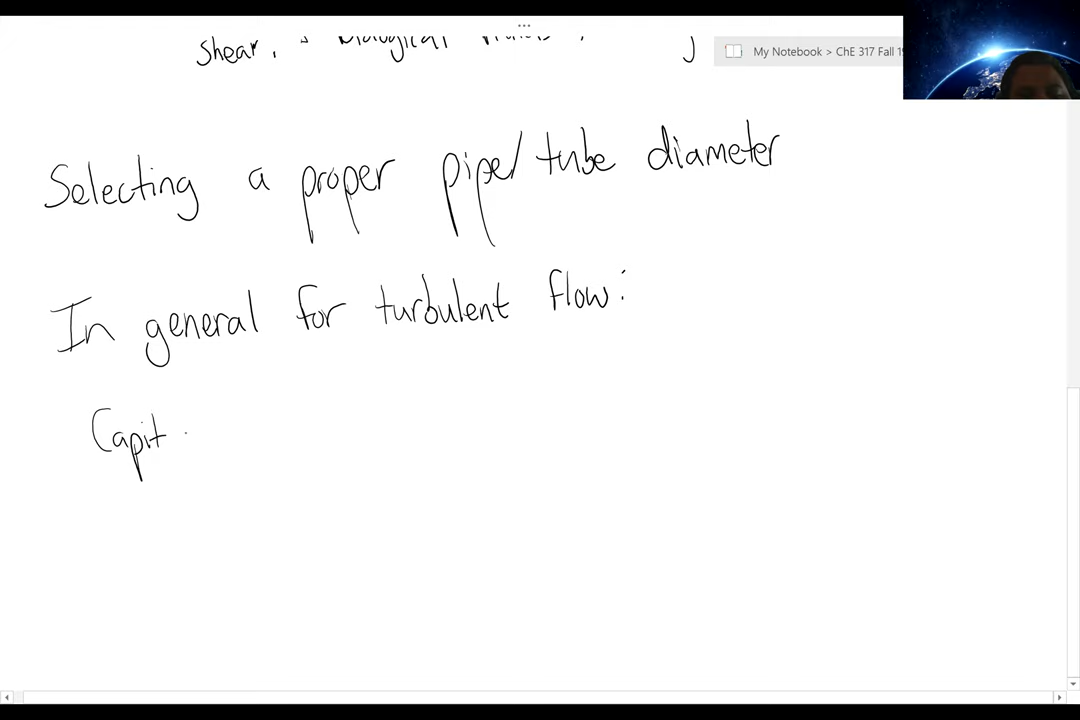 Shear,
My Notebook > ChE 317 Fall
Selecting a proper pipe/tube diameter
In general for turbulent flow:
Capit